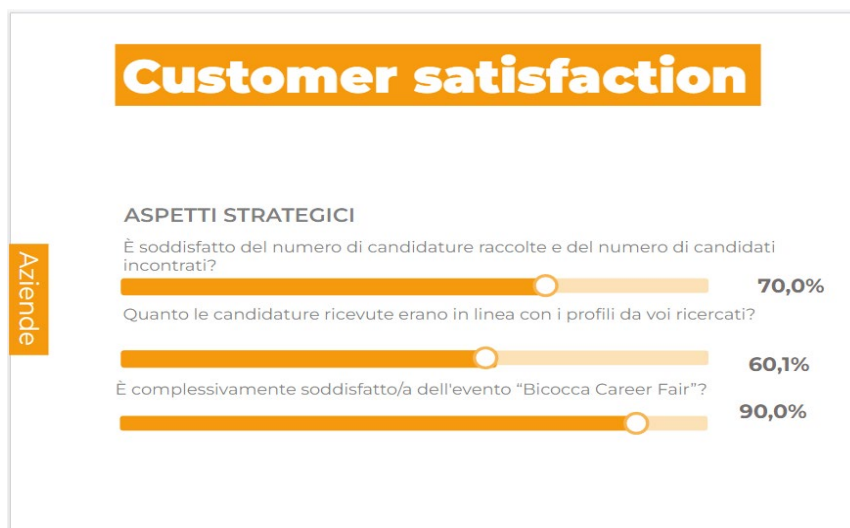 Customer satisfaction
Aziende
ASPETTI STRATEGICI
È soddisfatto del numero di candidature raccolte e del numero di candidati
incontrati?
70,0%
Quanto le candidature ricevute erano in linea con i profili da voi ricercati?
60,1%
È complessivamente soddisfatto/a dell'evento “Bicocca Career Fair”?
90,0%